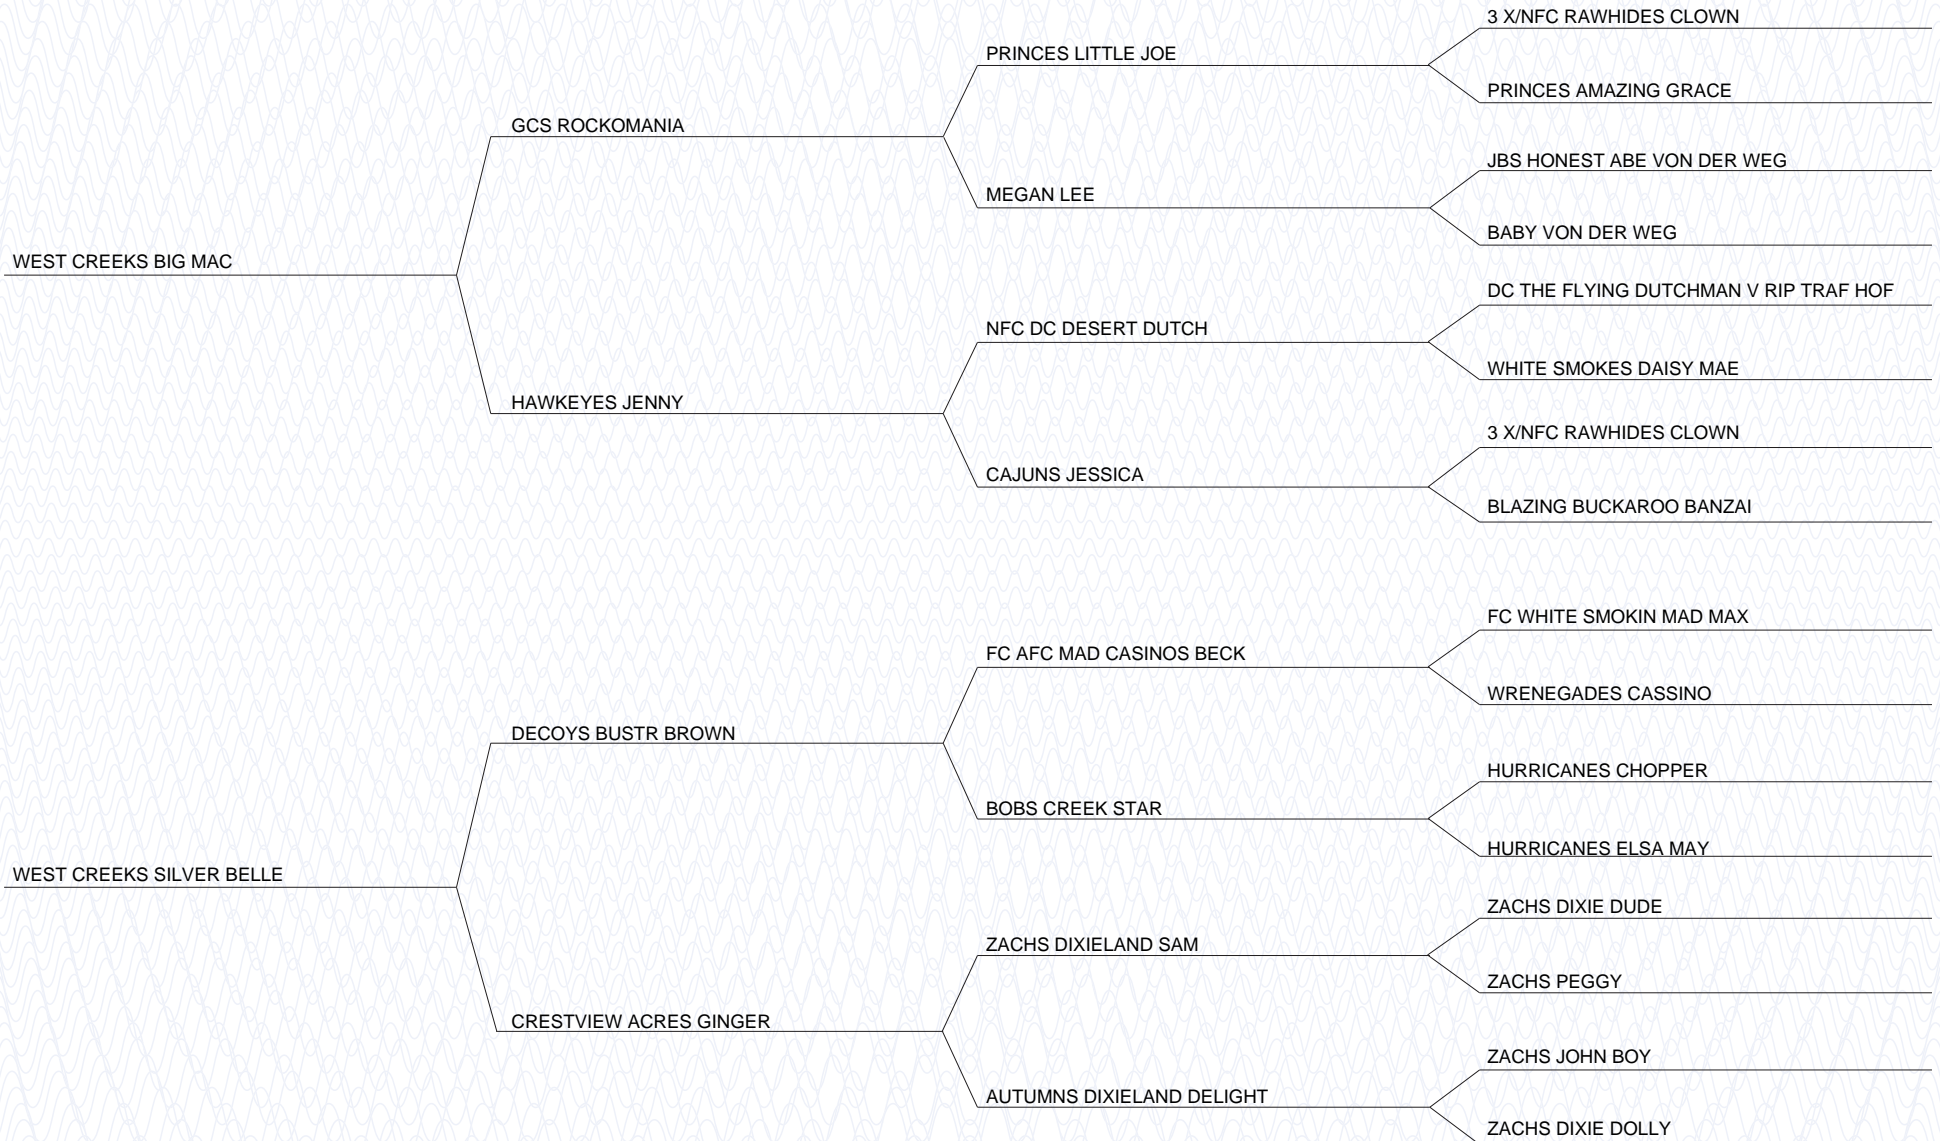 3 X/NFC RAWHIDES CLOWN
PRINCES LITTLE JOE
PRINCES AMAZING GRACE
GCS ROCKOMANIA
JBS HONEST ABE VON DER WEG
MEGAN LEE
BABY VON DER WEG
WEST CREEKS BIG MAC
DC THE FLYING DUTCHMAN V RIP TRAF HOF
NFC DC DESERT DUTCH
WHITE SMOKES DAISY MAE
HAWKEYES JENNY
3 X/NFC RAWHIDES CLOWN
CAJUNS JESSICA
BLAZING BUCKAROO BANZAI
FC WHITE SMOKIN MAD MAX
FC AFC MAD CASINOS BECK
WRENEGADES CASSINO
DECOYS BUSTR BROWN
HURRICANES CHOPPER
BOBS CREEK STAR
HURRICANES ELSA MAY
WEST CREEKS SILVER BELLE
ZACHS DIXIE DUDE
ZACHS DIXIELAND SAM
ZACHS PEGGY
CRESTVIEW ACRES GINGER
ZACHS JOHN BOY
AUTUMNS DIXIELAND DELIGHT
ZACHS DIXIE DOLLY